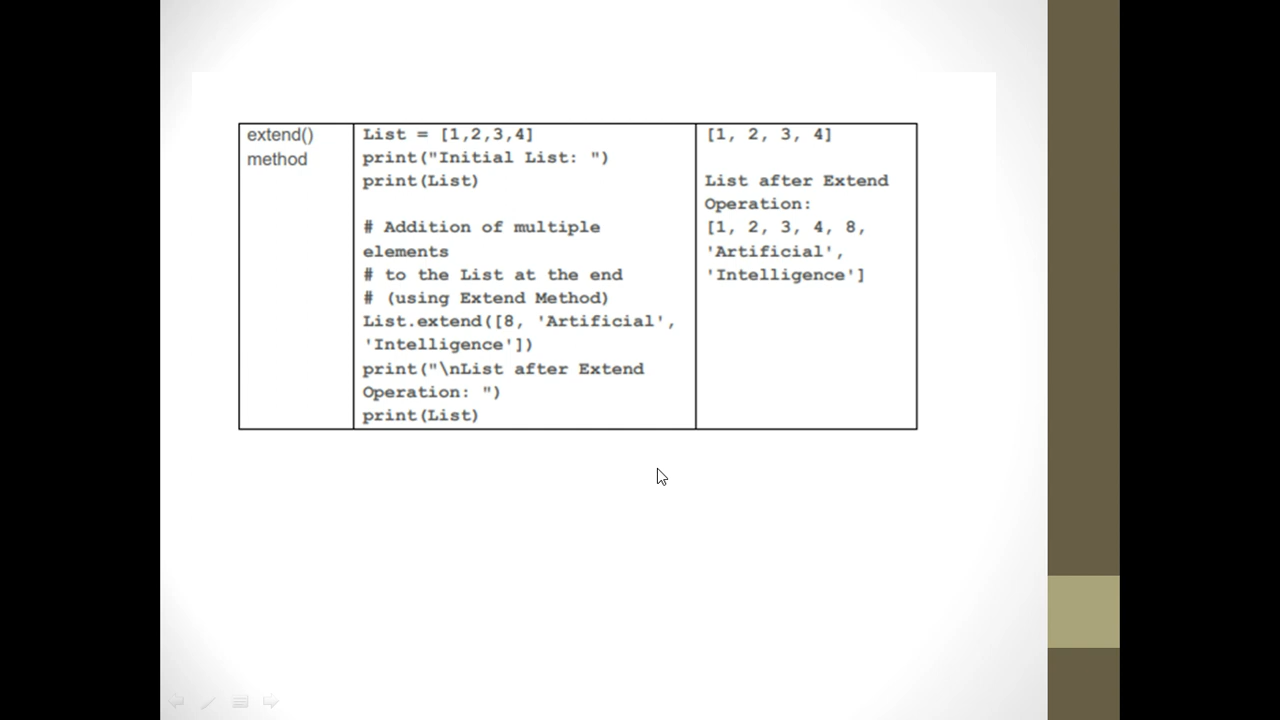 extend()
method
List = [1,2,3,4]
print("Initial List: ")
print(List)
# Addition of multiple
elements
# to the List at the end
# (using Extend Method)
List.extend([8, 'Artificial',
'Intelligence'])
print("\nList after Extend
Operation: ")
print(List)
[1, 2, 3, 4]
List after Extend
Operation:
[1, 2, 3, 4, 8,
'Artificial',
'Intelligence']